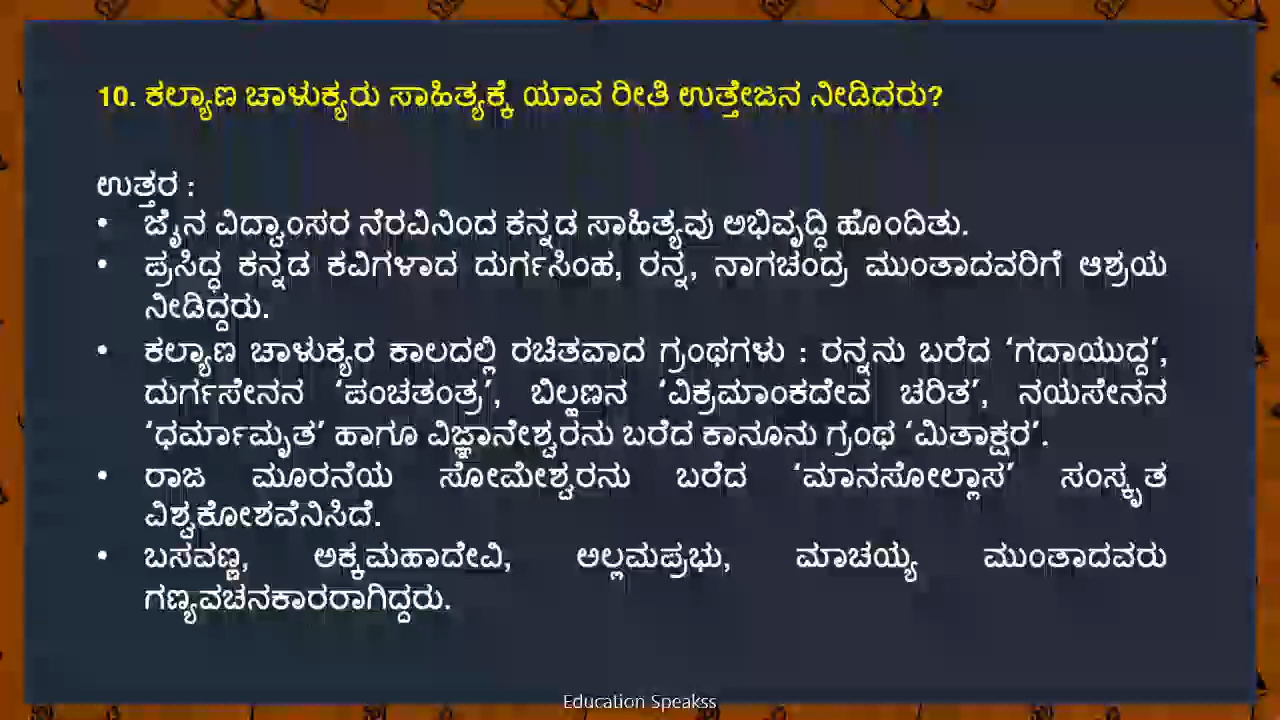 10. ಕಲ್ಯಾಣ ಚಾಳುಕ್ಯರು ಸಾಹಿತ್ಯಕ್ಕೆ ಯಾವ ರೀತಿ ಉತ್ತೇಜನ ನೀಡಿದರು?
ಉತ್ತರ :
• ಜೈನ ವಿದ್ವಾಂಸರ ನೆರವಿನಿಂದ ಕನ್ನಡ ಸಾಹಿತ್ಯವು ಅಭಿವೃದ್ಧಿ ಹೊಂದಿತು.
• ಪ್ರಸಿದ್ಧ ಕನ್ನಡ ಕವಿಗಳಾದ ದುರ್ಗಸಿಂಹ, ರನ್ನ, ನಾಗಚಂದ್ರ ಮುಂತಾದವರಿಗೆ ಆಶ್ರಯ
ನೀಡಿದ್ದರು.
• ಕಲ್ಯಾಣ ಚಾಳುಕ್ಯರ ಕಾಲದಲ್ಲಿ ರಚಿತವಾದ ಗ್ರಂಥಗಳು : ರನ್ನನು ಬರೆದ ‘ಗದಾಯುದ್ದ’,
ದುರ್ಗಸೇನನ ‘ಪಂಚತಂತ್ರ’, ಬಿಲ್ಹಣನ ‘ವಿಕ್ರಮಾಂಕದೇವ ಚರಿತ’, ನಯಸೇನನ
‘ಧರ್ಮಾಮೃತ’ ಹಾಗೂ ವಿಜ್ಞಾನೇಶ್ವರನು ಬರೆದ ಕಾನೂನು ಗ್ರಂಥ ‘ಮಿತಾಕ್ಷರ’.
• ರಾಜ ಮೂರನೆಯ ಸೋಮೇಶ್ವರನು ಬರೆದ ‘ಮಾನಸೋಲ್ಲಾಸ’ ಸಂಸ್ಕೃತ
ವಿಶ್ವಕೋಶವೆನಿಸಿದೆ.
• ಬಸವಣ್ಣ, ಅಕ್ಕಮಹಾದೇವಿ, ಅಲ್ಲಮಪ್ರಭು, ಮಾಚಯ್ಯ ಮುಂತಾದವರು
ಗಣ್ಯವಚನಕಾರರಾಗಿದ್ದರು.
Education Speakss